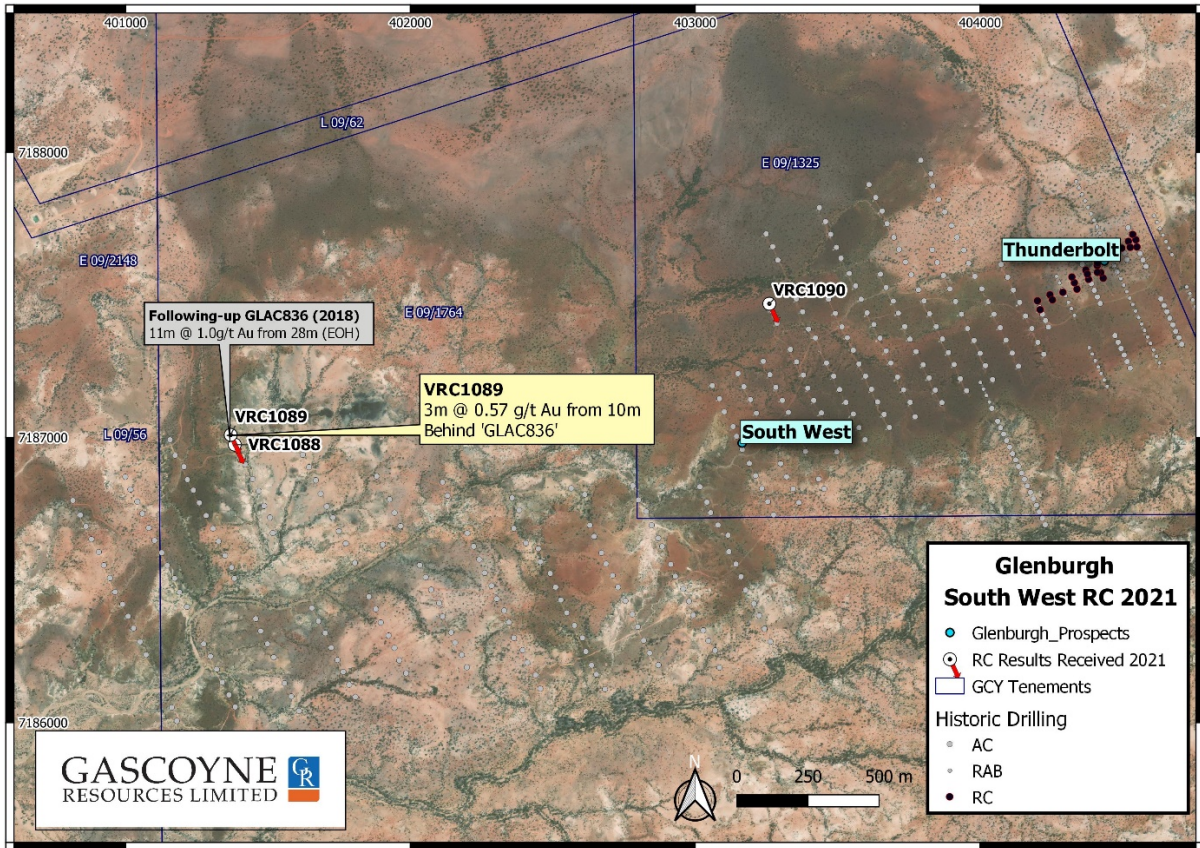 401000
402000
403000
404000
L 09/62
7188000
E 09/1325
Thunderbolt
E 09/2148
VRC1090
Following-up GLAC836 (2018)
11m @ 1.0g/t Au from 28m (EOH)
E 09/1764
VRC1089
3m @ 0.57 g/t Au from 10m
Behind 'GLAC836'
VRC1089
VRC1088
7187000
L 09/56
South West
Glenburgh
South West RC 2021
Glenburgh_Prospects
RC Results Received 2021
GCY Tenements
Historic Drilling
AC
RAB
RC
7186000
GASCOYNE
RESOURCES LIMITED
GR
N
0 250 500 m